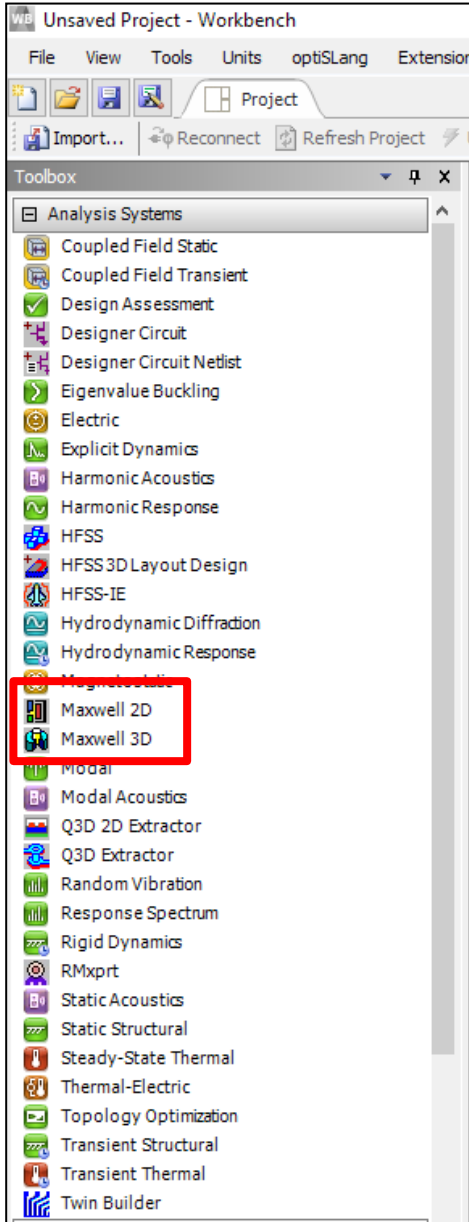 WB Unsaved Project - Workbench
File View Tools Units optiSLang Extension
Project
Import... Reconnect Refresh Project
Toolbox
Analysis Systems
Coupled Field Static
Coupled Field Transient
Design Assessment
Designer Circuit
Designer Circuit Netlist
Eigenvalue Buckling
Electric
Explicit Dynamics
Harmonic Acoustics
Harmonic Response
HFSS
HFSS 3D Layout Design
HFSS-IE
Hydrodynamic Diffraction
Hydrodynamic Response
Magnetostatic
Maxwell 2D
Maxwell 3D
Modal
Modal Acoustics
Q3D 2D Extractor
Q3D Extractor
Random Vibration
Response Spectrum
Rigid Dynamics
RMxprt
Static Acoustics
Static Structural
Steady-State Thermal
Thermal-Electric
Topology Optimization
Transient Structural
Transient Thermal
Twin Builder